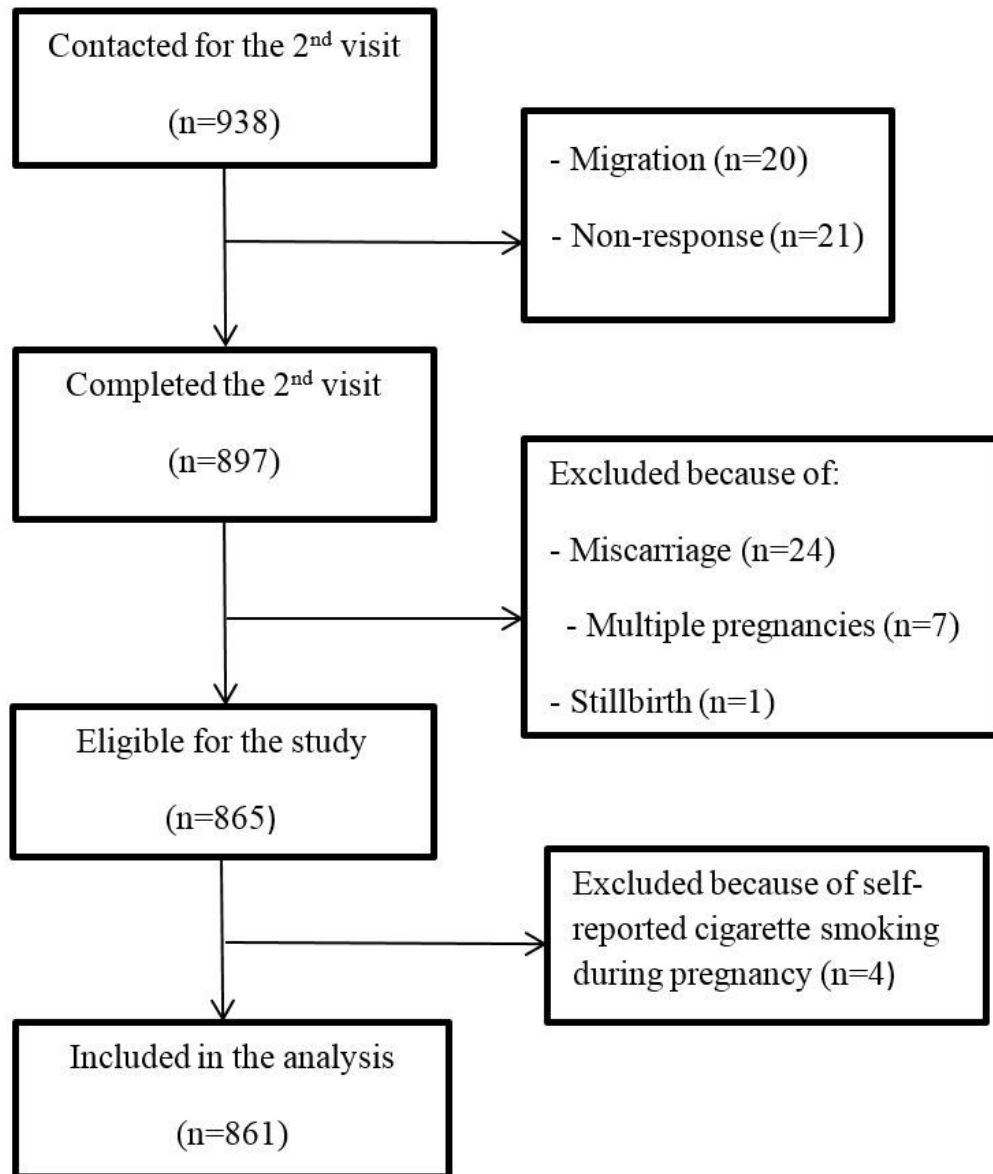 Contacted for the 2nd visit
(n=938)
- Migration (n=20)
- Non-response (n=21)
Completed the 2nd visit
(n=897)
Excluded because of:
- Miscarriage (n=24)
- Multiple pregnancies (n=7)
- Stillbirth (n=1)
Eligible for the study
(n=865)
Excluded because of self-
reported cigarette smoking
during pregnancy (n=4)
Included in the analysis
(n=861)